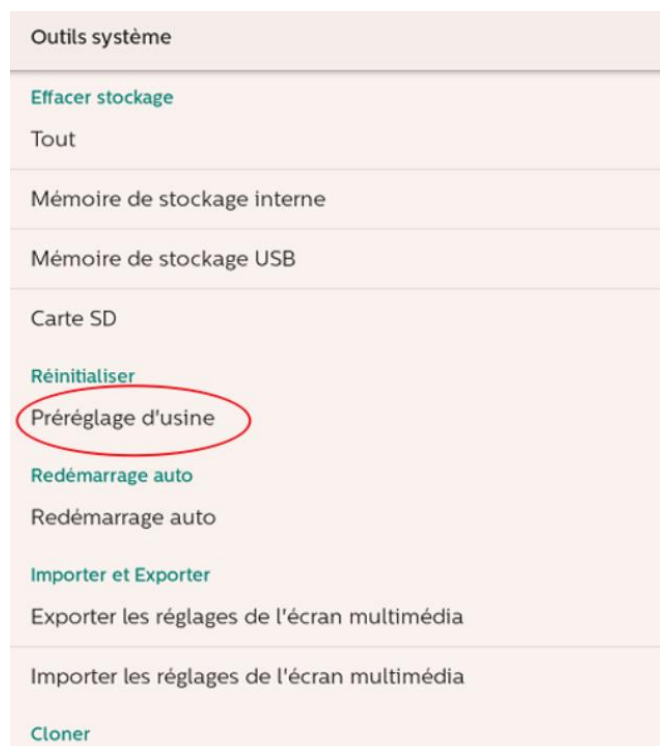 Outils système
Effacer stockage
Tout
Mémoire de stockage interne
Mémoire de stockage USB
Carte SD
Réinitialiser
Préréglage d'usine
Redémarrage auto
Redémarrage auto
Importer et Exporter
Exporter les réglages de l'écran multimédia
Importer les réglages de l'écran multimédia
Cloner